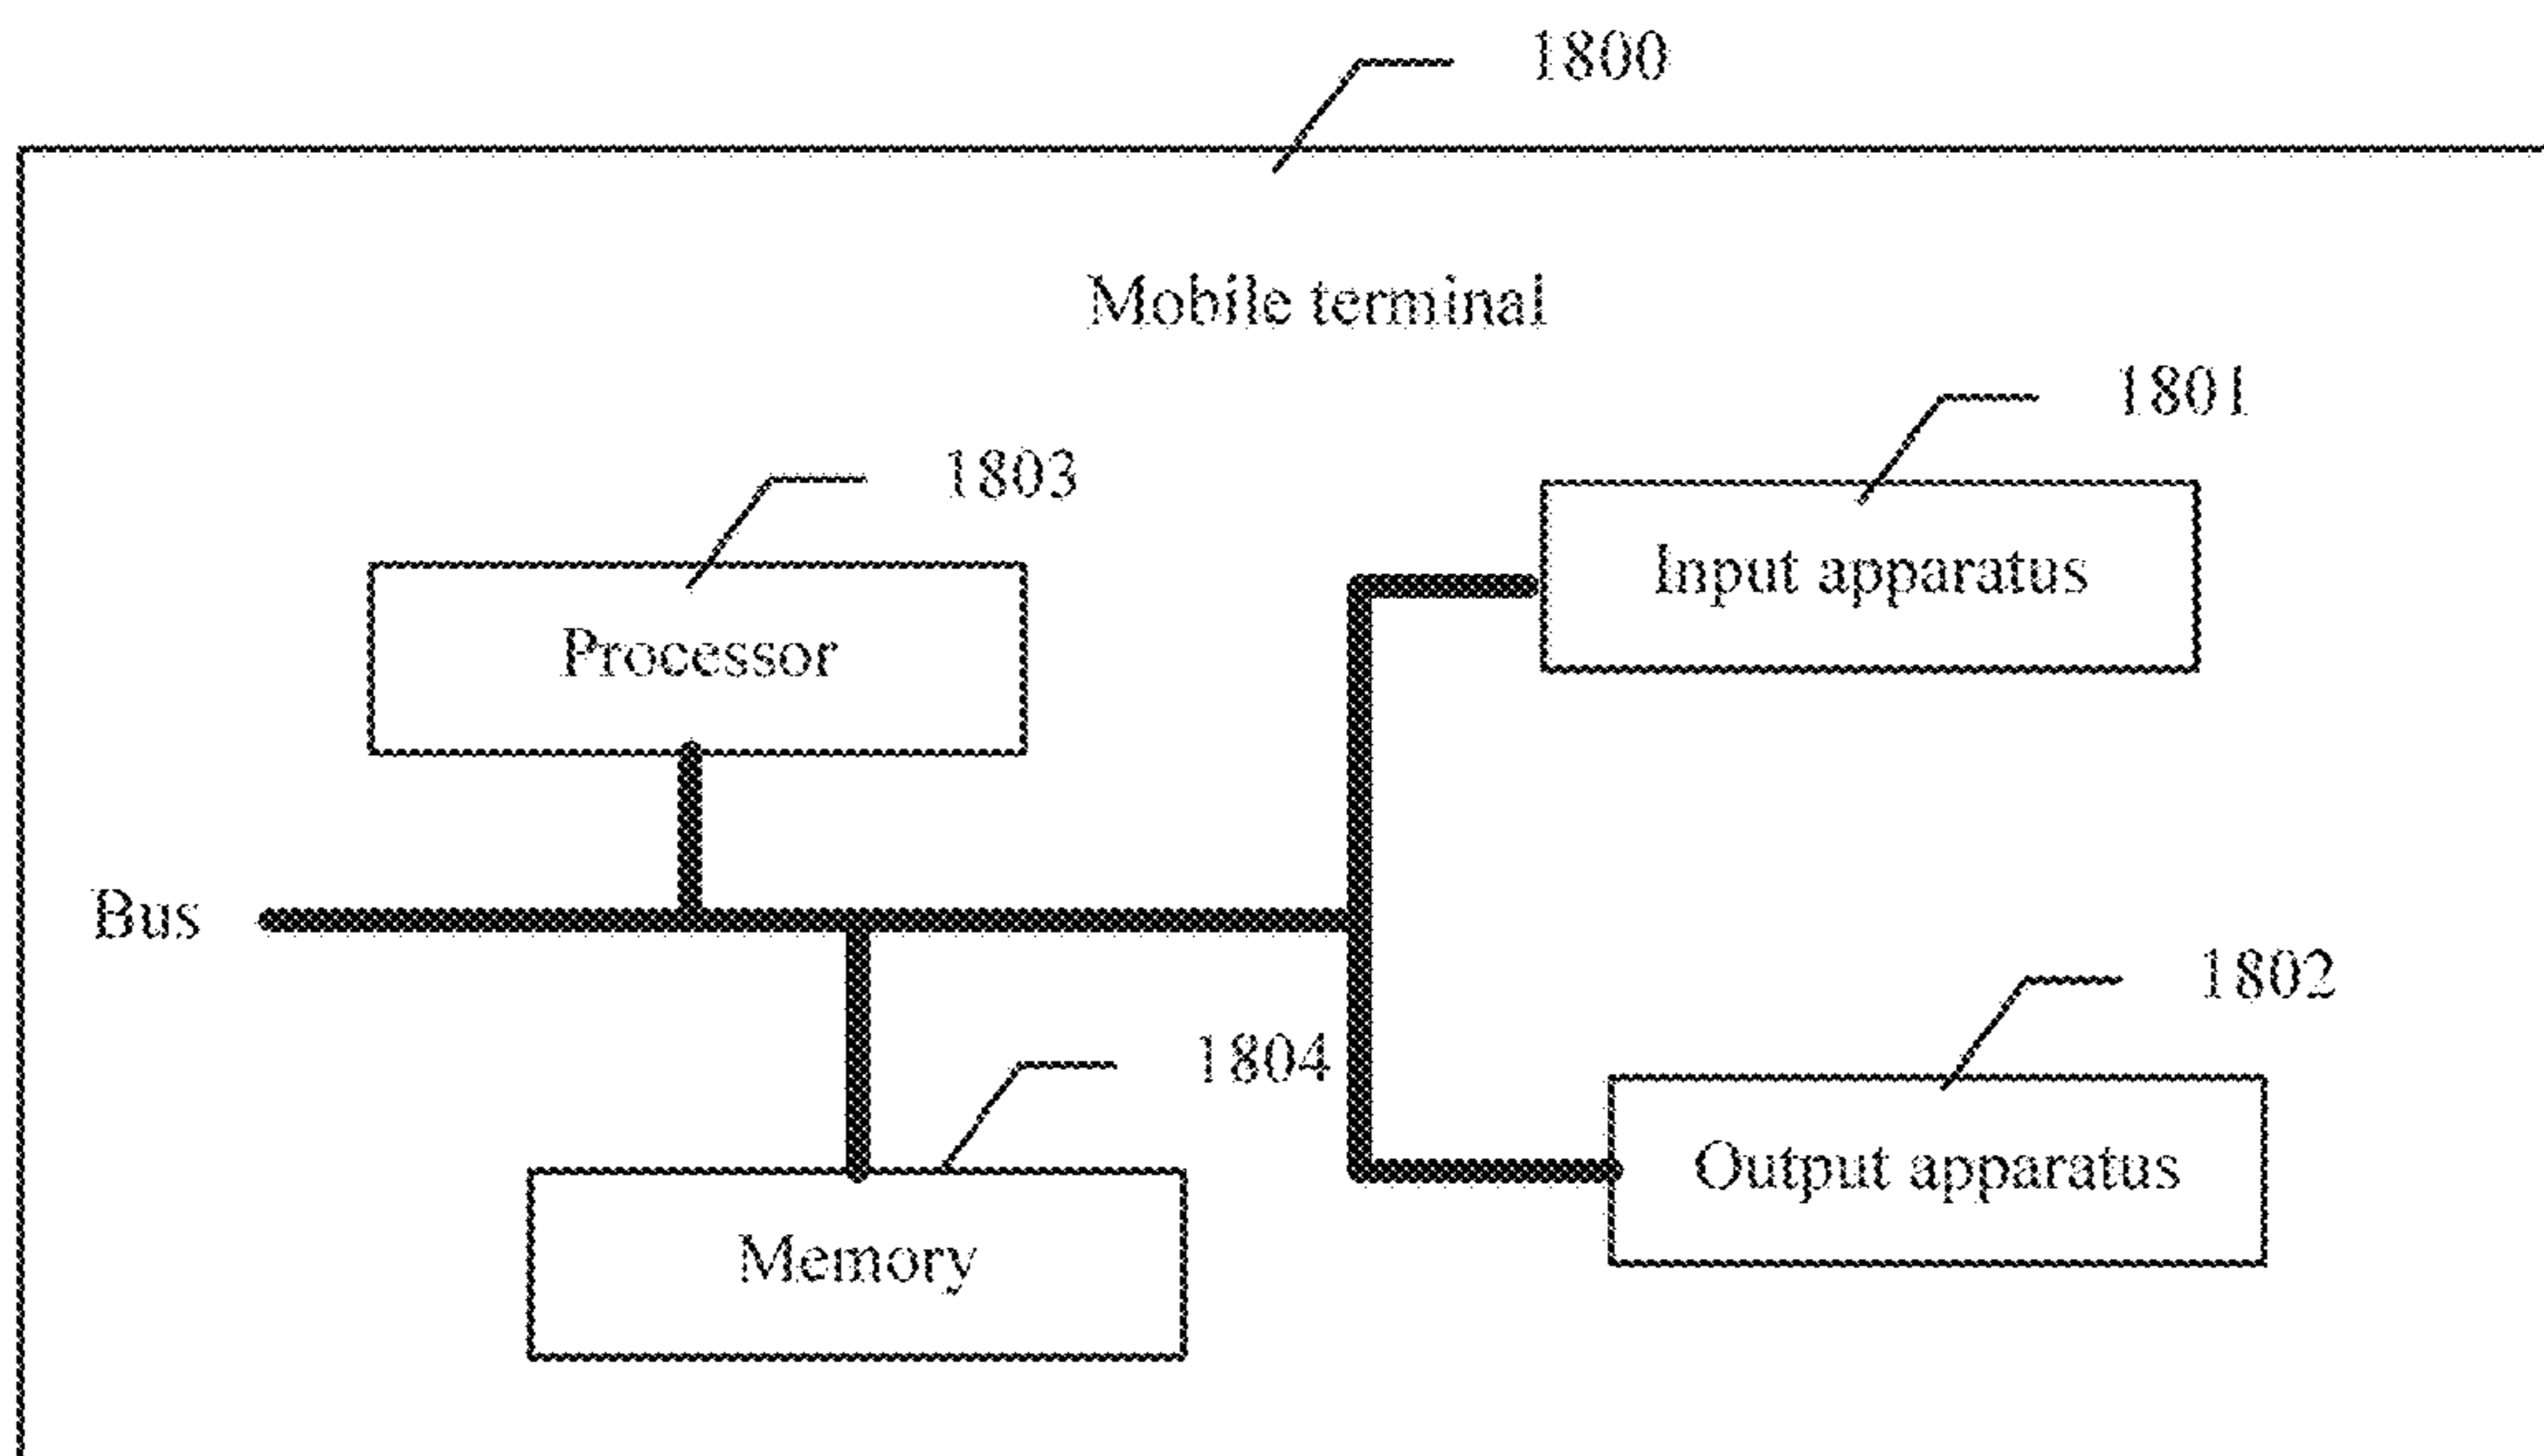 1800
Mobile terminal
1801
1803
Input apparatus
Processor
Bus
1802
1804
Output apparatus
Memory